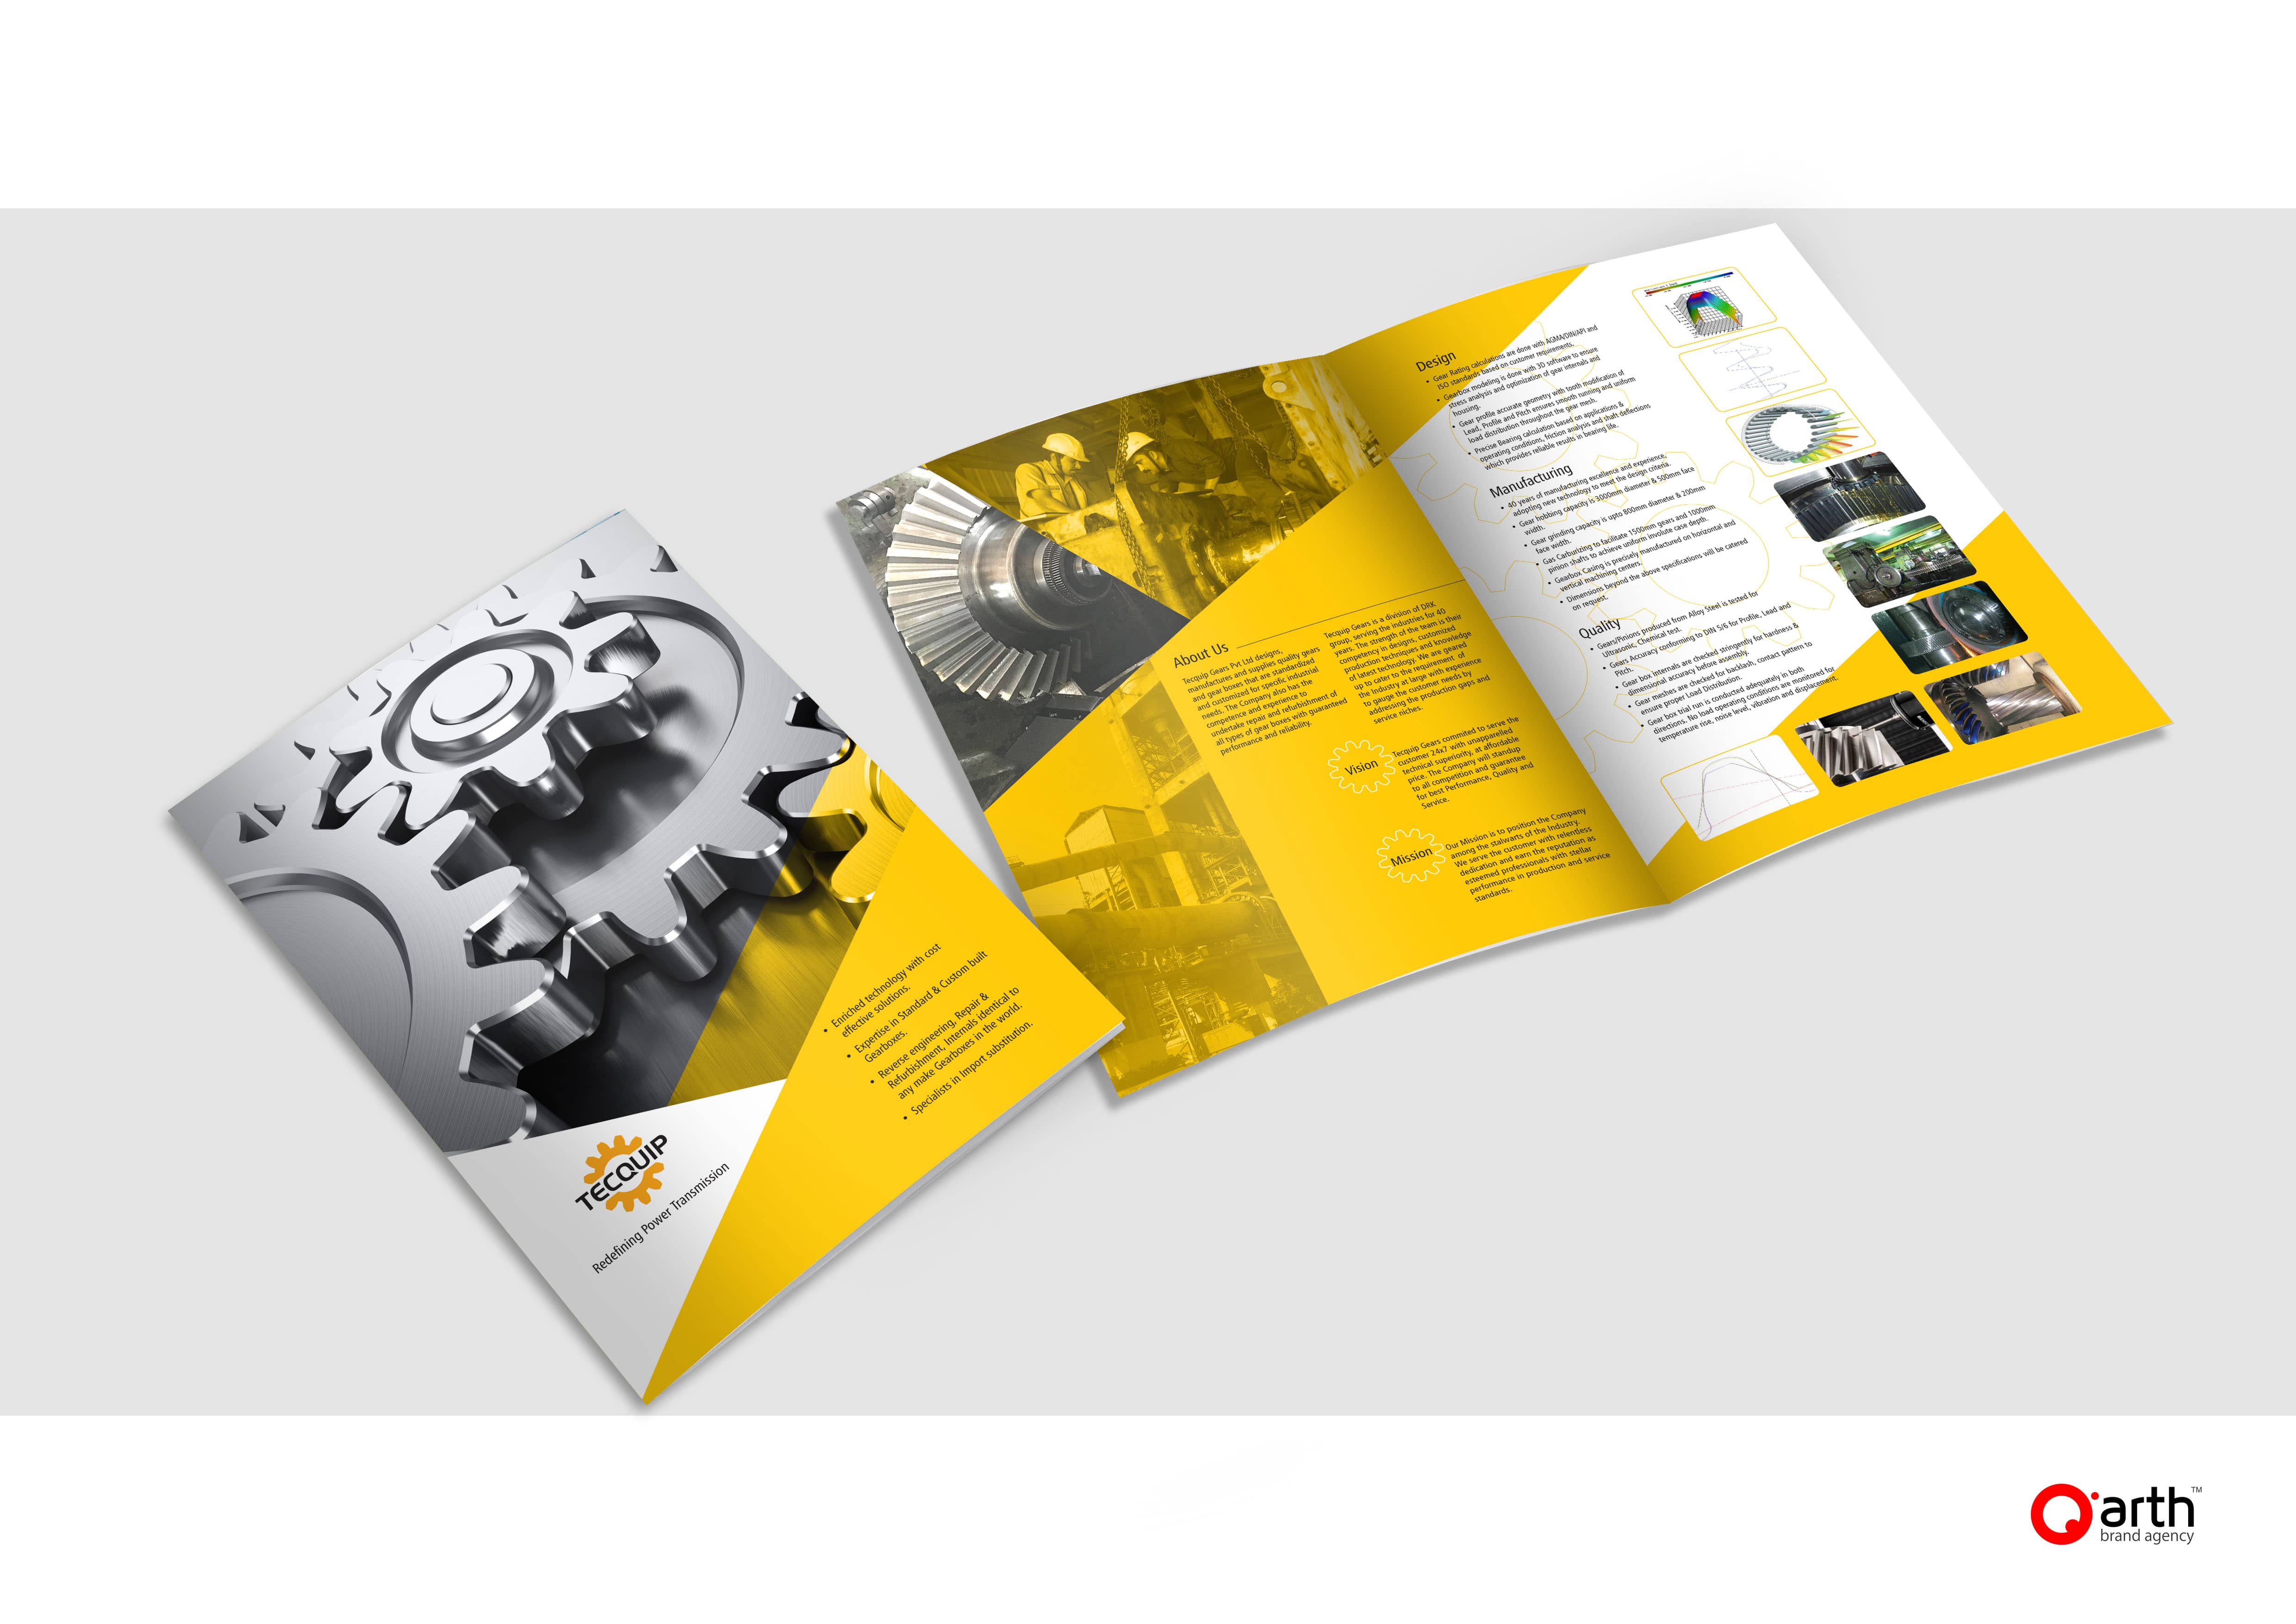 Enriched technology with cost
effective solutions.
Expertise in Standard & Custom built
Gearboxes.
Reverse engineering, Repair &
Refurbishment, Internals identical to
any make Gearboxes in the world.
Specialists in Import substitution.
TECQUIP
Redefining Power Transmission
About Us
Tecquip Gears Pvt Ltd designs,
manufactures and supplies quality gears
and gear boxes that are standardized
and customized for specific industrial
needs. The Company also has the
competence and experience to
undertake repair and refurbishment of
all types of gear boxes with guaranteed
performance and reliability.
Tecquip Gears is a division of DRK
group, serving the industries for 40
years. The strength of the team is their
competency in designs, customized
production techniques and knowledge
of latest technology. We are geared
up to cater to the requirement of
the Industry at large with experience
to gauge the customer needs by
addressing the production gaps and
service niches.
Vision
Tecquip Gears commited to serve the
customer 24x7 with unapparelled
technical superiority, at affordable
price. The Company will standup
to all competition and guarantee
for best Performance, Quality and
Service.
Mission
Our Mission is to position the Company
among the stalwarts of the Industry.
We serve the customer with relentless
dedication and earn the reputation as
esteemed professionals with stellar
performance in production and service
standards.
Design
Gear Rating calculations are done with AGMA/DIN/API and
ISO standards based on customer requirements.
Gearbox modeling is done with 3D software to ensure
stress analysis and optimization of gear internals and
housing.
Gear profile accurate geometry with tooth modification of
Lead, Profile and Pitch ensures smooth running and uniform
load distribution throughout the gear mesh.
Precise Bearing calculation based on applications &
operating conditions, friction analysis and shaft deflections
which provides reliable results in bearing life.
Manufacturing
40 years of manufacturing excellence and experience,
adopting new technology to meet the design criteria.
Gear hobbing capacity is 3000mm diameter & 500mm face
width.
Gear grinding capacity is upto 800mm diameter & 200mm
face width.
Gas Carburizing to facilitate 1500mm gears and 1000mm
pinion shafts to achieve uniform involute case depth.
Gearbox Casing is precisely manufactured on horizontal and
vertical machining centers.
Dimensions beyond the above specifications will be catered
on request.
Quality
Gears/Pinions produced from Alloy Steel is tested for
Ultrasonic, Chemical test.
Gears Accuracy conforming to DIN 5/6 for Profile, Lead and
Pitch.
Gear box Internals are checked stringently for hardness &
dimensional accuracy before assembly.
Gear meshes are checked for backlash, contact pattern to
ensure proper Load Distribution.
Gear box trial run is conducted adequately in both
directions. No load operating conditions are monitored for
temperature rise, noise level, vibration and displacement.
Q'arth™
brand agency